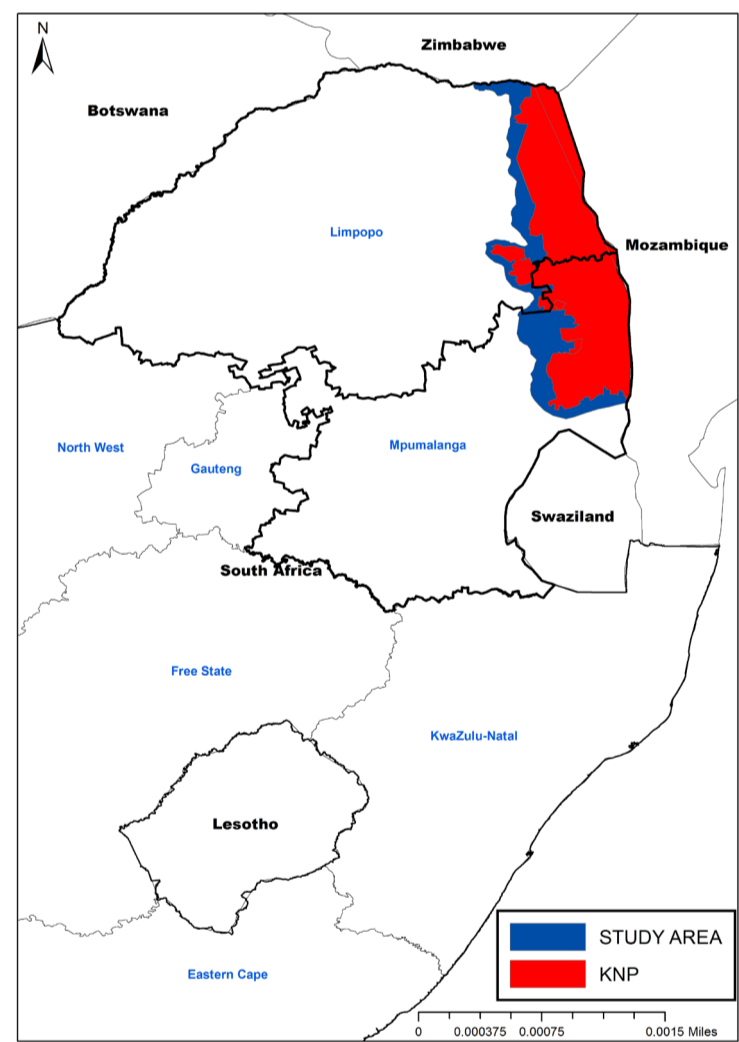 N
Zimbabwe
Botswana
Limpopo
Mozambique
North West
Mpumalanga
Gauteng
Swaziland
South Africa
Free State
KwaZulu-Natal
Lesotho
STUDY AREA
Eastern Cape
KNP
0 0.000375 0.00075 0.0015 Miles